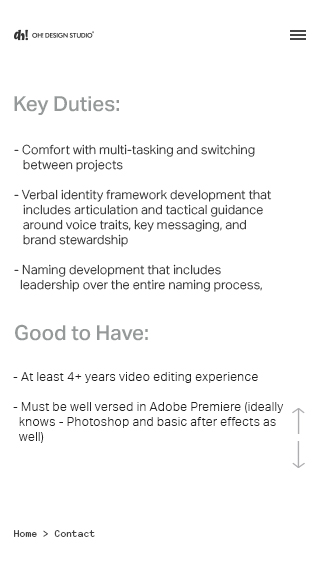 oh! OH! DESIGN STUDIO
Key Duties:
- Comfort with multi-tasking and switching
between projects
- Verbal identity framework development that
includes articulation and tactical guidance
around voice traits, key messaging, and
brand stewardship
- Naming development that includes
leadership over the entire naming process,
Good to Have:
- At least 4+ years video editing experience
- Must be well versed in Adobe Premiere (ideally
knows - Photoshop and basic after effects as
well)
Home > Contact